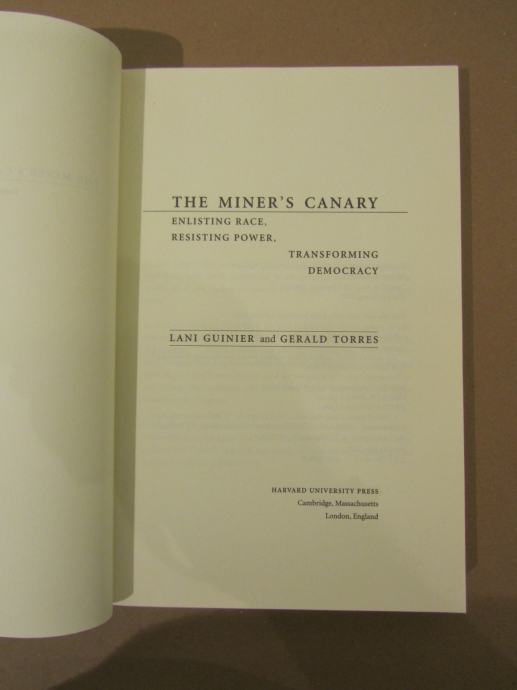 THE MINER'S CANARY
ENLISTING RACE,
RESISTING POWER,
TRANSFORMING
DEMOCRACY
LANI GUINIER and GERALD TORRES
HARVARD UNIVERSITY PRESS
Cambridge, Massachusetts
London, England